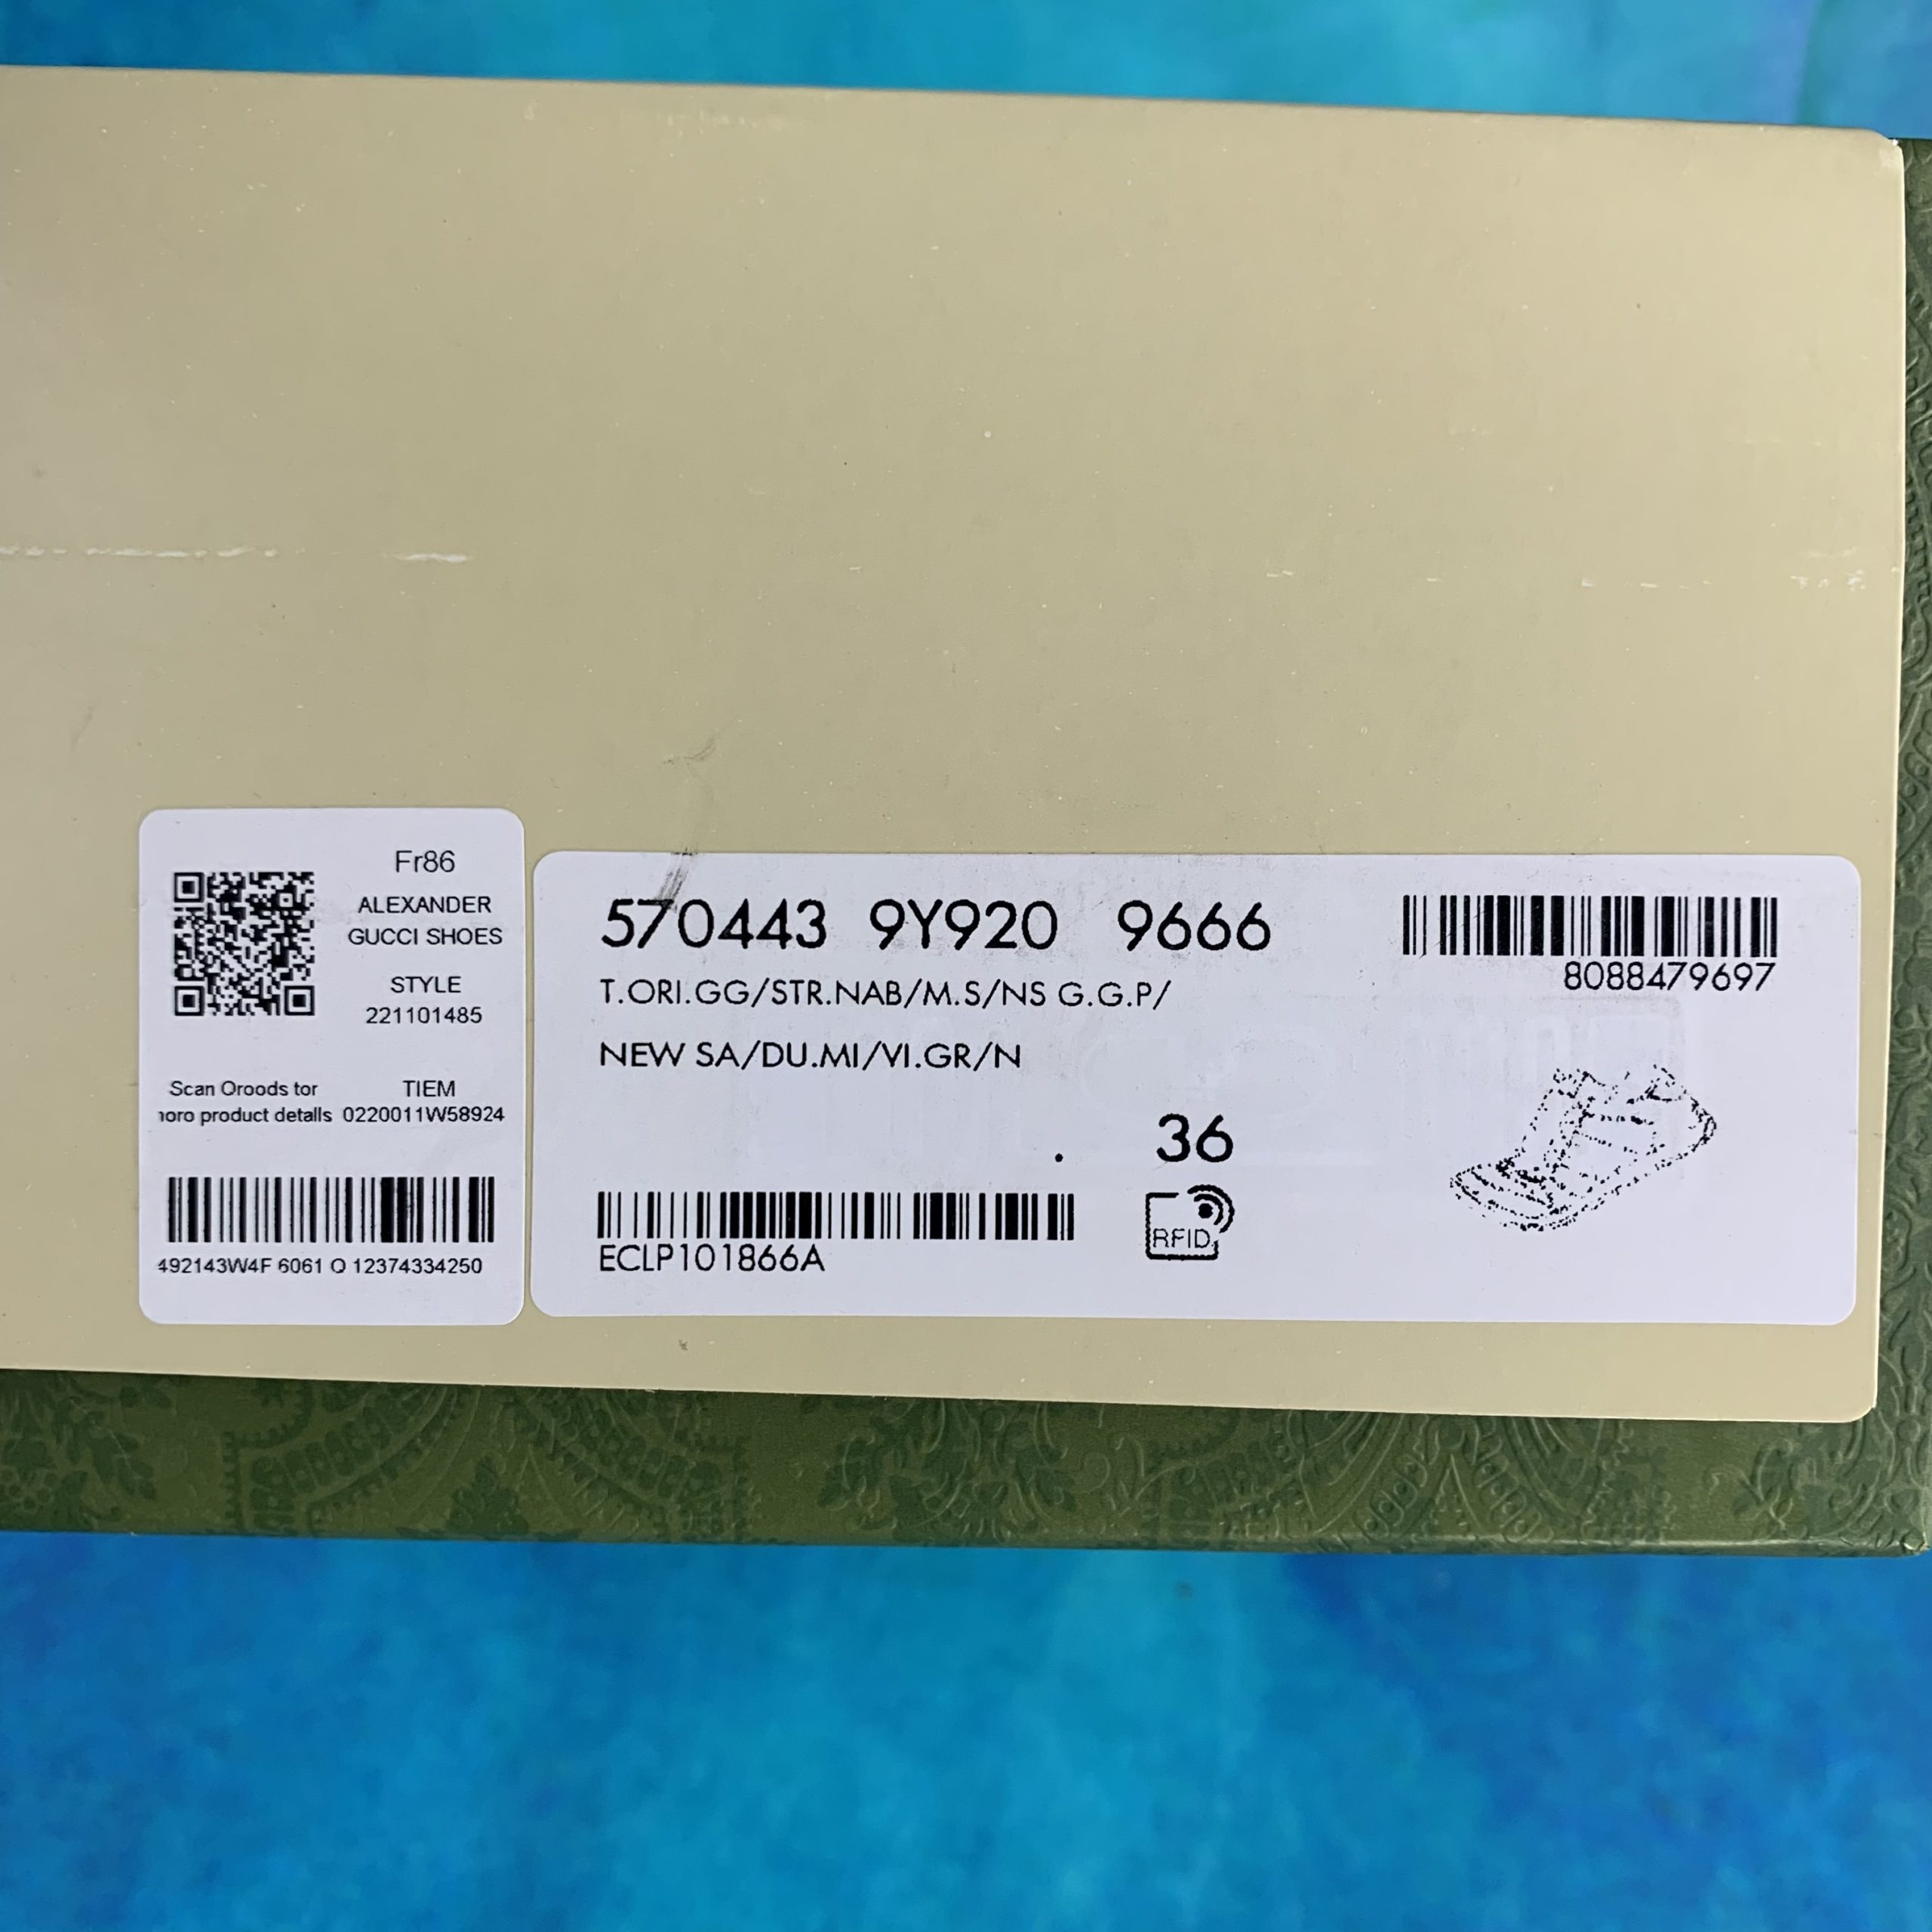 Fr86
ALEXANDER
GUCCI SHOES
STYLE
221101485
Scan Oroods tor
noro product detalls
TIEM
0220011W58924
492143W4F 6061 Q 12374334250
570443 9Y920 9666
T.ORI.GG/STR.NAB/M.S/NS G.G.P/
NEW SA/DU.MI/VI.GR/N
8088479697
. 36
ECLP101866A
RFID